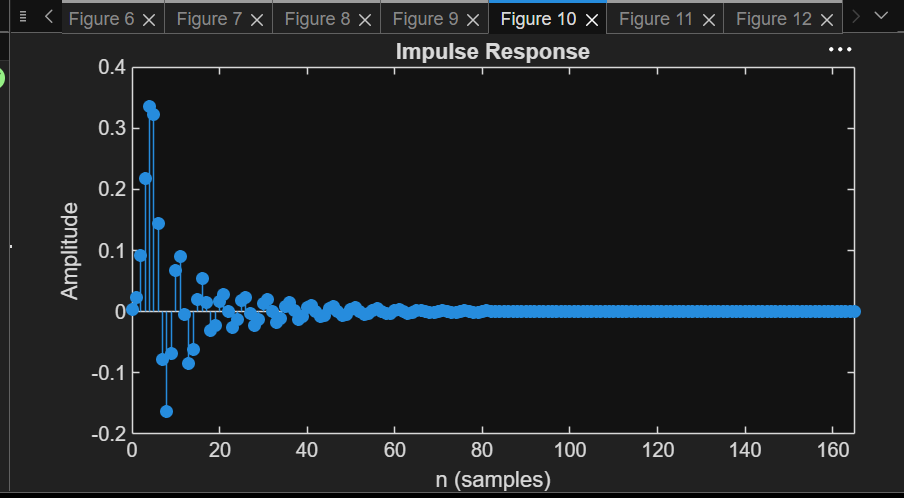 Figure 6 Figure 7 Figure 8 Figure 9 Figure 10 Figure 11 Figure 12
Impulse Response
0.4
0.3
0.2
0.1
0
-0.1
-0.2
Amplitude
0 20 40 60 80 100 120 140 160
n (samples)